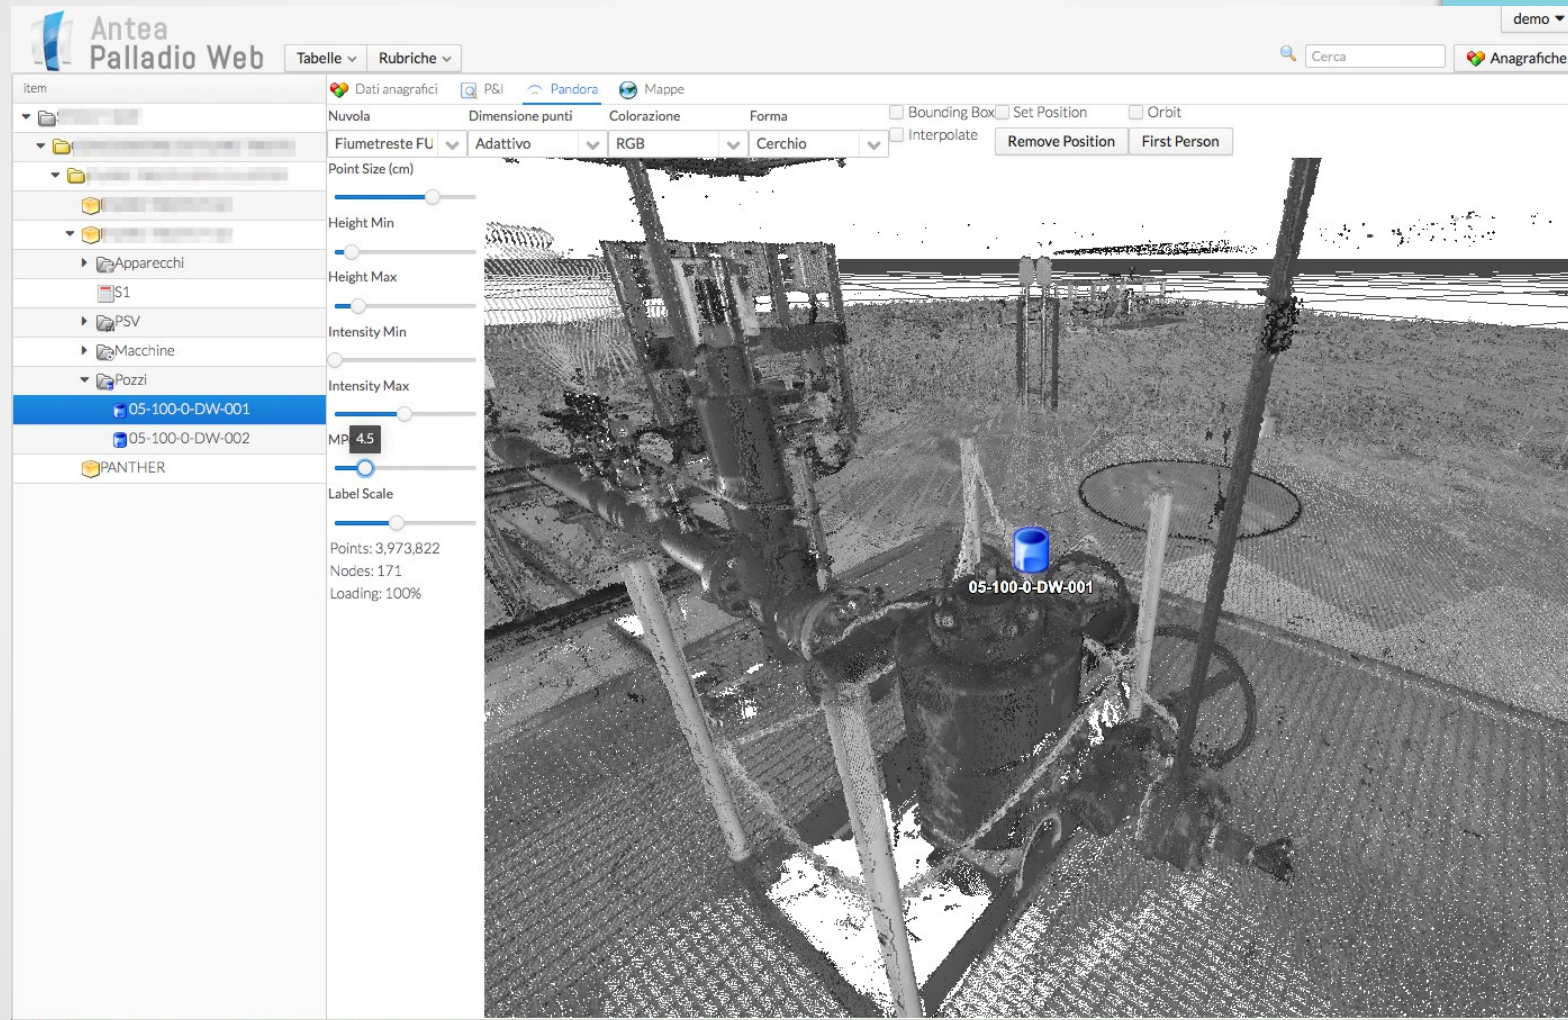 Antea
Palladio Web
Tabelle
Rubriche
demo
Cerca
Anagrafiche
item
Apparecchi
S1
PSV
Macchine
Pozzi
05-100-0-DW-001
05-100-0-DW-002
PANTHER
Dati anagrafici
P&I
Pandora
Mappe
Nuvola
Dimensione punti
Colorazione
Forma
Fiumetreste FU
Adattivo
RGB
Cerchio
Bounding Box
Set Position
Orbit
Interpolate
Remove Position
First Person
Point Size (cm)
Height Min
Height Max
Intensity Min
Intensity Max
MP
4.5
Label Scale
Points: 3,973,822
Nodes: 171
Loading: 100%
05-100-0-DW-001